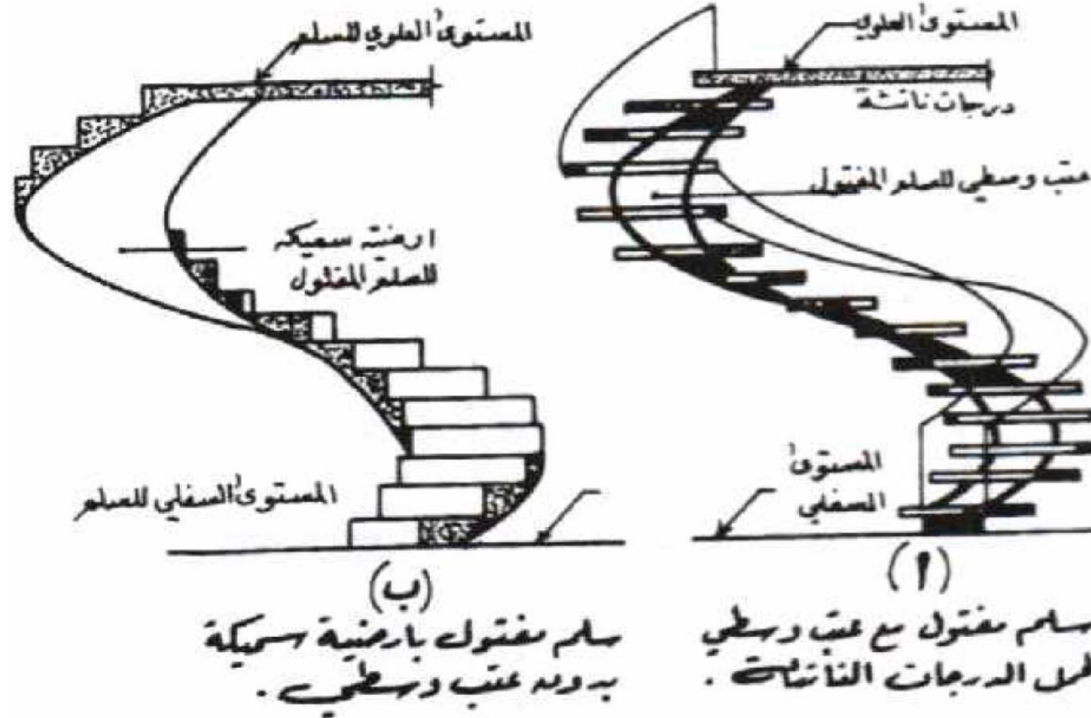 المستوى العلوي
درجات ناتئة
عتب وسطي للسلم المفتول
المستوى
السفلي
(أ)
سلم مفتول مع عتب وسطي
لحمل الدرجات الناتئة .
المستوى العلوي للسلم
ارضية سميكه
للسلم المفتول
المستوى السفلي للسلم
(ب)
سلم مفتول بارضية سميكة
بدون عتب وسطي .